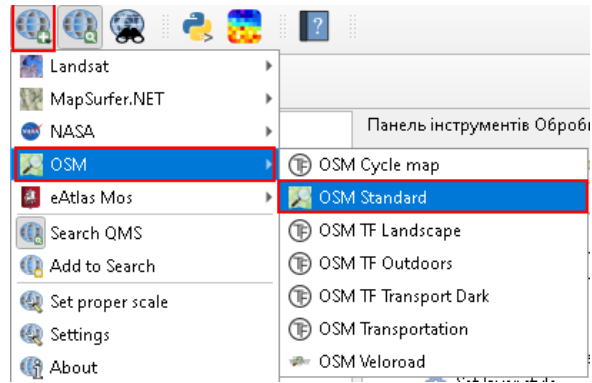 Landsat
MapSurfer.NET
NASA
OSM
eAtlas Mos
Search QMS
Add to Search
Set proper scale
Settings
About
Панель інструментів
OSM Cycle map
OSM Standard
OSM TF Landscape
OSM TF Outdoors
OSM TF Transport Dark
OSM Transportation
OSM Veloroad